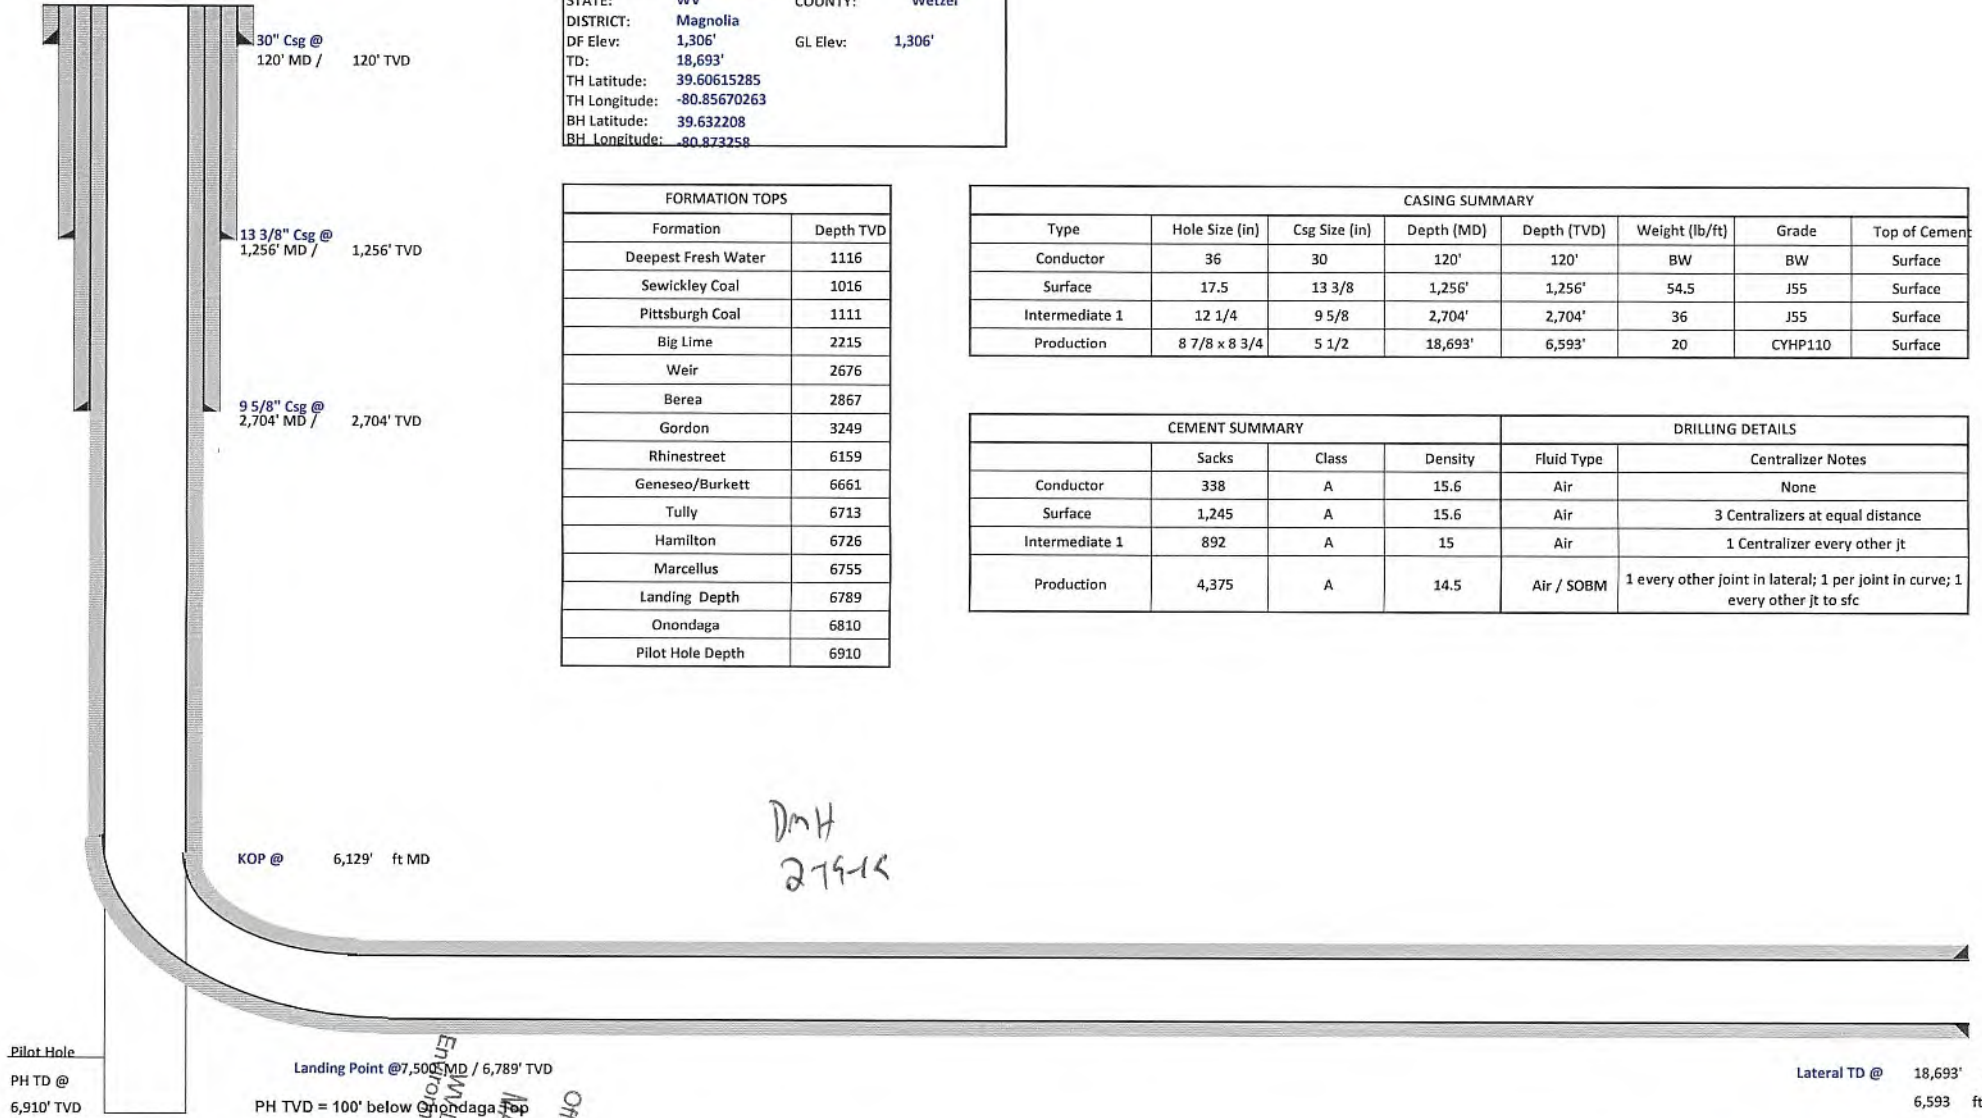 STATE: WV COUNTY: Wetzel
DISTRICT: Magnolia
DF Elev: 1,306' GL Elev: 1,306'
TD: 18,693'
TH Latitude: 39.60615285
TH Longitude: -80.85670263
BH Latitude: 39.632208
BH Longitude: -80.873258
30" Csg @
120' MD / 120' TVD
13 3/8" Csg @
1,256' MD / 1,256' TVD
9 5/8" Csg @
2,704' MD / 2,704' TVD
FORMATION TOPS
Formation Depth TVD
Deepest Fresh Water 1116
Sewickley Coal 1016
Pittsburgh Coal 1111
Big Lime 2215
Weir 2676
Berea 2867
Gordon 3249
Rhinestreet 6159
Geneseo/Burkett 6661
Tully 6713
Hamilton 6726
Marcellus 6755
Landing Depth 6789
Onondaga 6810
Pilot Hole Depth 6910
CASING SUMMARY
Type Hole Size (in) Csg Size (in) Depth (MD) Depth (TVD) Weight (lb/ft) Grade Top of Cement
Conductor 36 30 120' 120' BW BW Surface
Surface 17.5 13 3/8 1,256' 1,256' 54.5 J55 Surface
Intermediate 1 12 1/4 9 5/8 2,704' 2,704' 36 J55 Surface
Production 8 7/8 x 8 3/4 5 1/2 18,693' 6,593' 20 CYHP110 Surface
CEMENT SUMMARY DRILLING DETAILS
Sacks Class Density Fluid Type Centralizer Notes
Conductor 338 A 15.6 Air None
Surface 1,245 A 15.6 Air 3 Centralizers at equal distance
Intermediate 1 892 A 15 Air 1 Centralizer every other jt
Production 4,375 A 14.5 Air / SOBM 1 every other joint in lateral; 1 per joint in curve; 1
every other jt to sfc
KOP @ 6,129' ft MD
DmH
Pilot Hole
PH TD @
6,910' TVD
Landing Point @7,500' MD / 6,789' TVD
PH TVD = 100' below Onondaga Top
Lateral TD @ 18,693'
6,593 ft